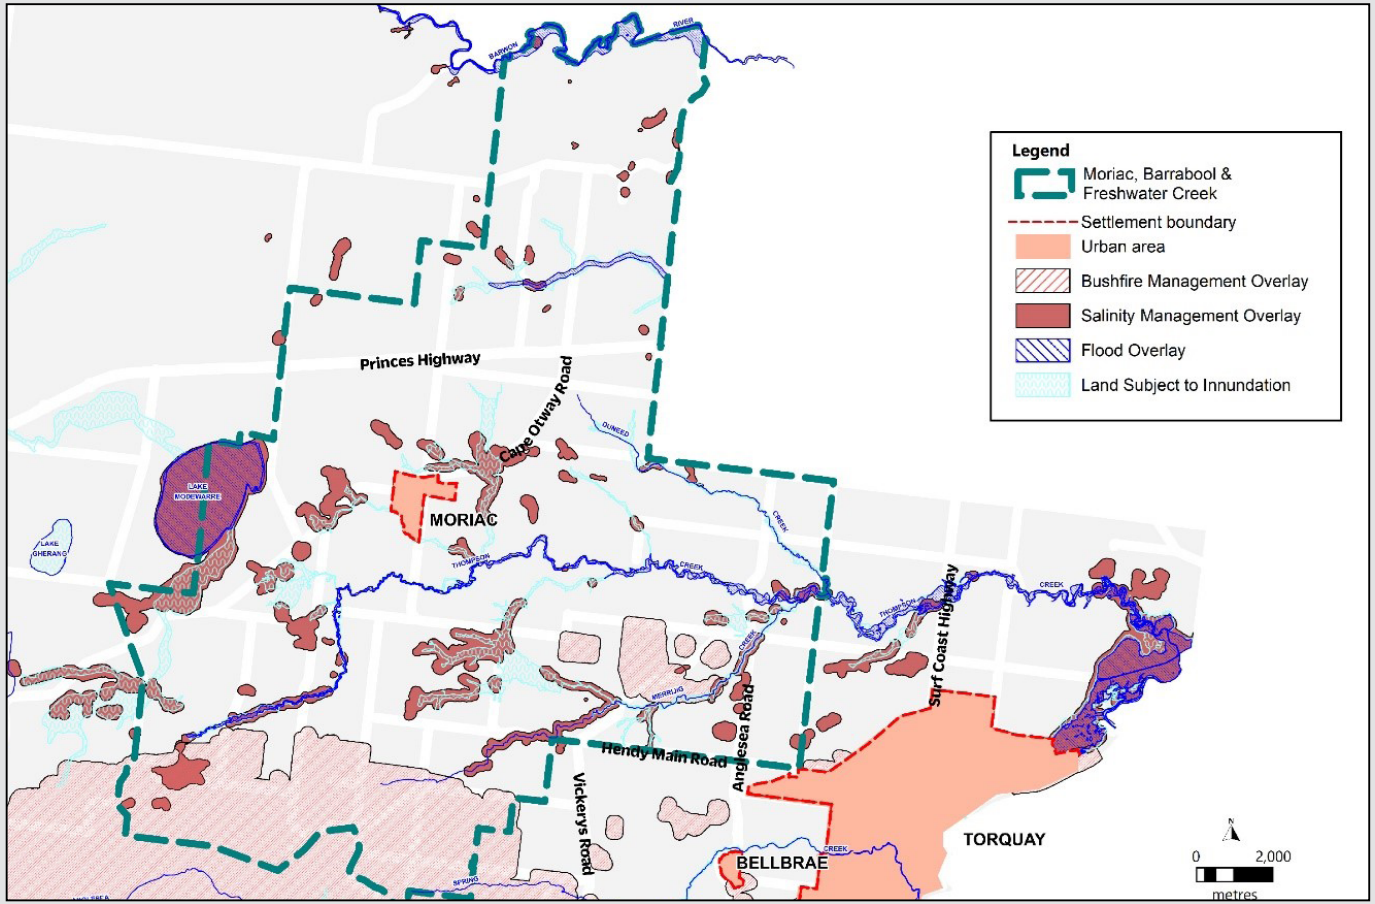 BARWON
RIVER
Legend
Moriac, Barrabool &
Freshwater Creek
Settlement boundary
Urban area
Bushfire Management Overlay
Salinity Management Overlay
Flood Overlay
Land Subject to Innundation
Princes Highway
Cape Otway Road
DUNEED
CREEK
LAKE
MODEWARRE
LAKE
GHERANG
MORIAC
THOMPSON
CREEK
THOMPSON
CREEK
Surf Coast Highway
CREEK
MERRIJIG
Anglesea Road
Hendy Main Road
Vickerys Road
TORQUAY
BELLBRAE
CREEK
SPRING
N
0 2,000
metres